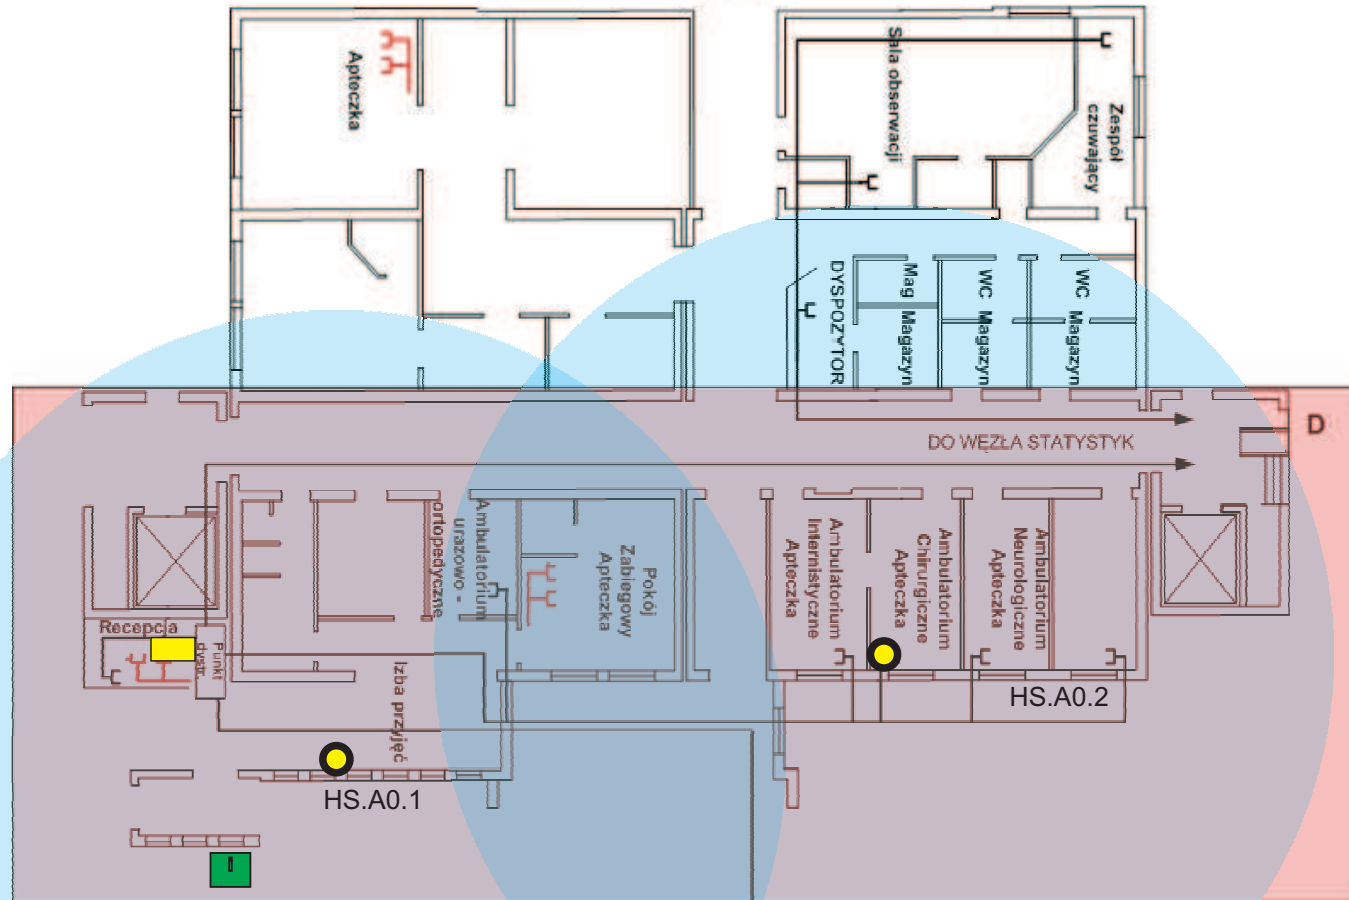 Apteczka
Sala obserwacji
Zespół
czuwający
DYSPOZYTOR
Mag
Magazyn
WC
Magazyn
WC
Magazyn
D
DO WĘZŁA STATYSTYK
Ambulatorium
urazowo -
ortopedyczne
Pokój
Zabiegowy
Apteczka
Ambulatorium
Internistyczne
Apteczka
Ambulatorium
Chirurgiczne
Apteczka
Ambulatorium
Neurologiczne
Apteczka
Recepcja
Punkt
dystr.
Izba przyjęć
HS.A0.2
HS.A0.1
I